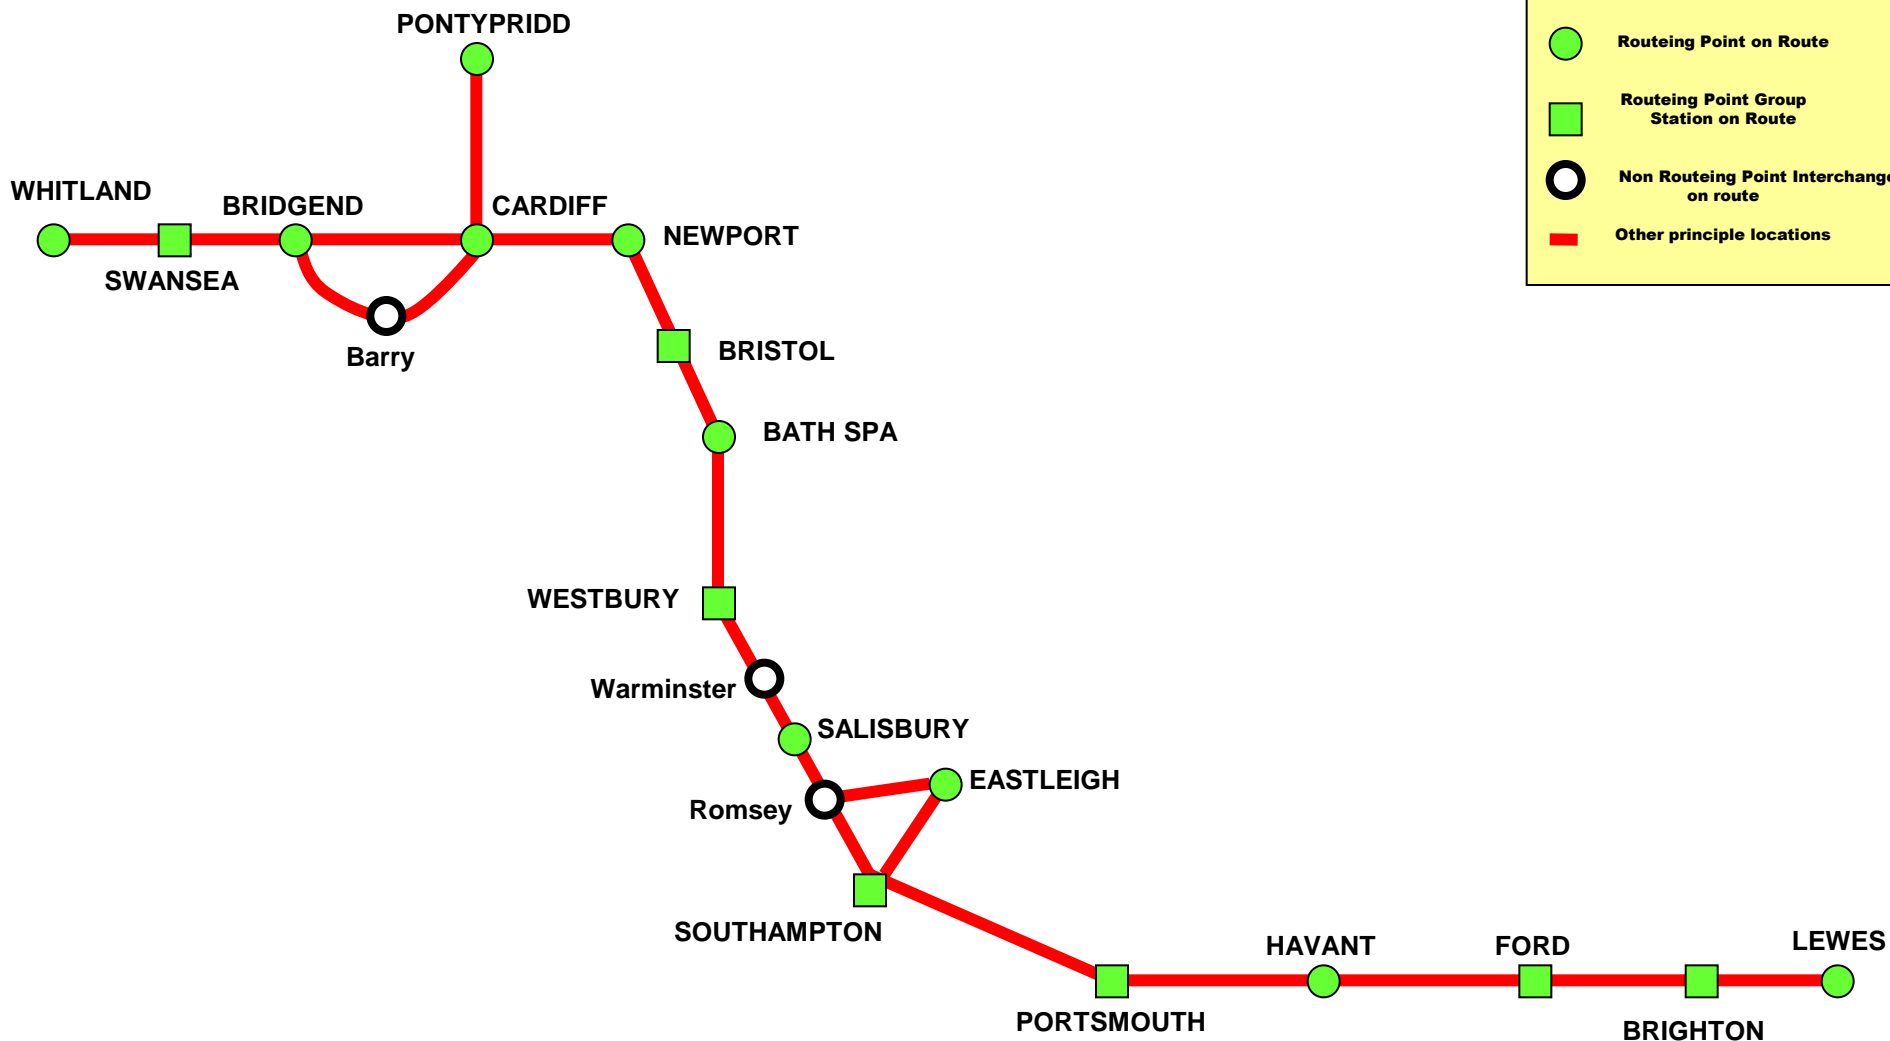 PONTYPRIDD
Routeing Point on Route
Routeing Point Group
Station on Route
Non Routeing Point Interchange
on route
Other principle locations
WHITLAND
BRIDGEND
CARDIFF
NEWPORT
SWANSEA
Barry
BRISTOL
BATH SPA
WESTBURY
Warminster
SALISBURY
EASTLEIGH
Romsey
SOUTHAMPTON
HAVANT
FORD
LEWES
PORTSMOUTH
BRIGHTON